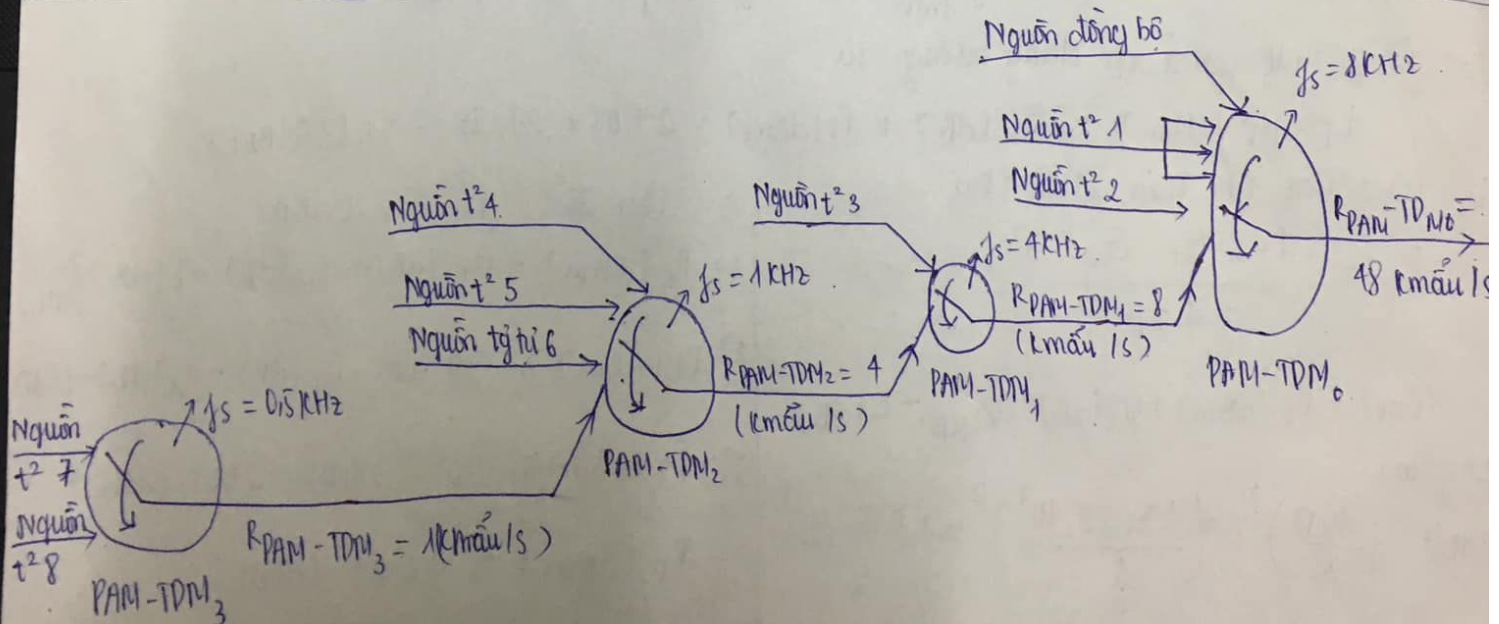 Nguồn đồng bộ
fs = 8KHz
Nguồn t² 1
Nguồn t² 2
RPAM-TDM0 =
48 kmẫu/s
PAM-TDM0
Nguồn t² 3
fs = 4KHz
RPAM-TDM1 = 8
(kmẫu/s)
PAM-TDM1
Nguồn t² 4
Nguồn t² 5
Nguồn tg tự 6
fs = 1KHz
RPAM-TDM2 = 4
(kmẫu/s)
PAM-TDM2
Nguồn
t² 7
Nguồn
t² 8
fs = 0,5KHz
RPAM-TDM3 = 1(kmẫu/s)
PAM-TDM3